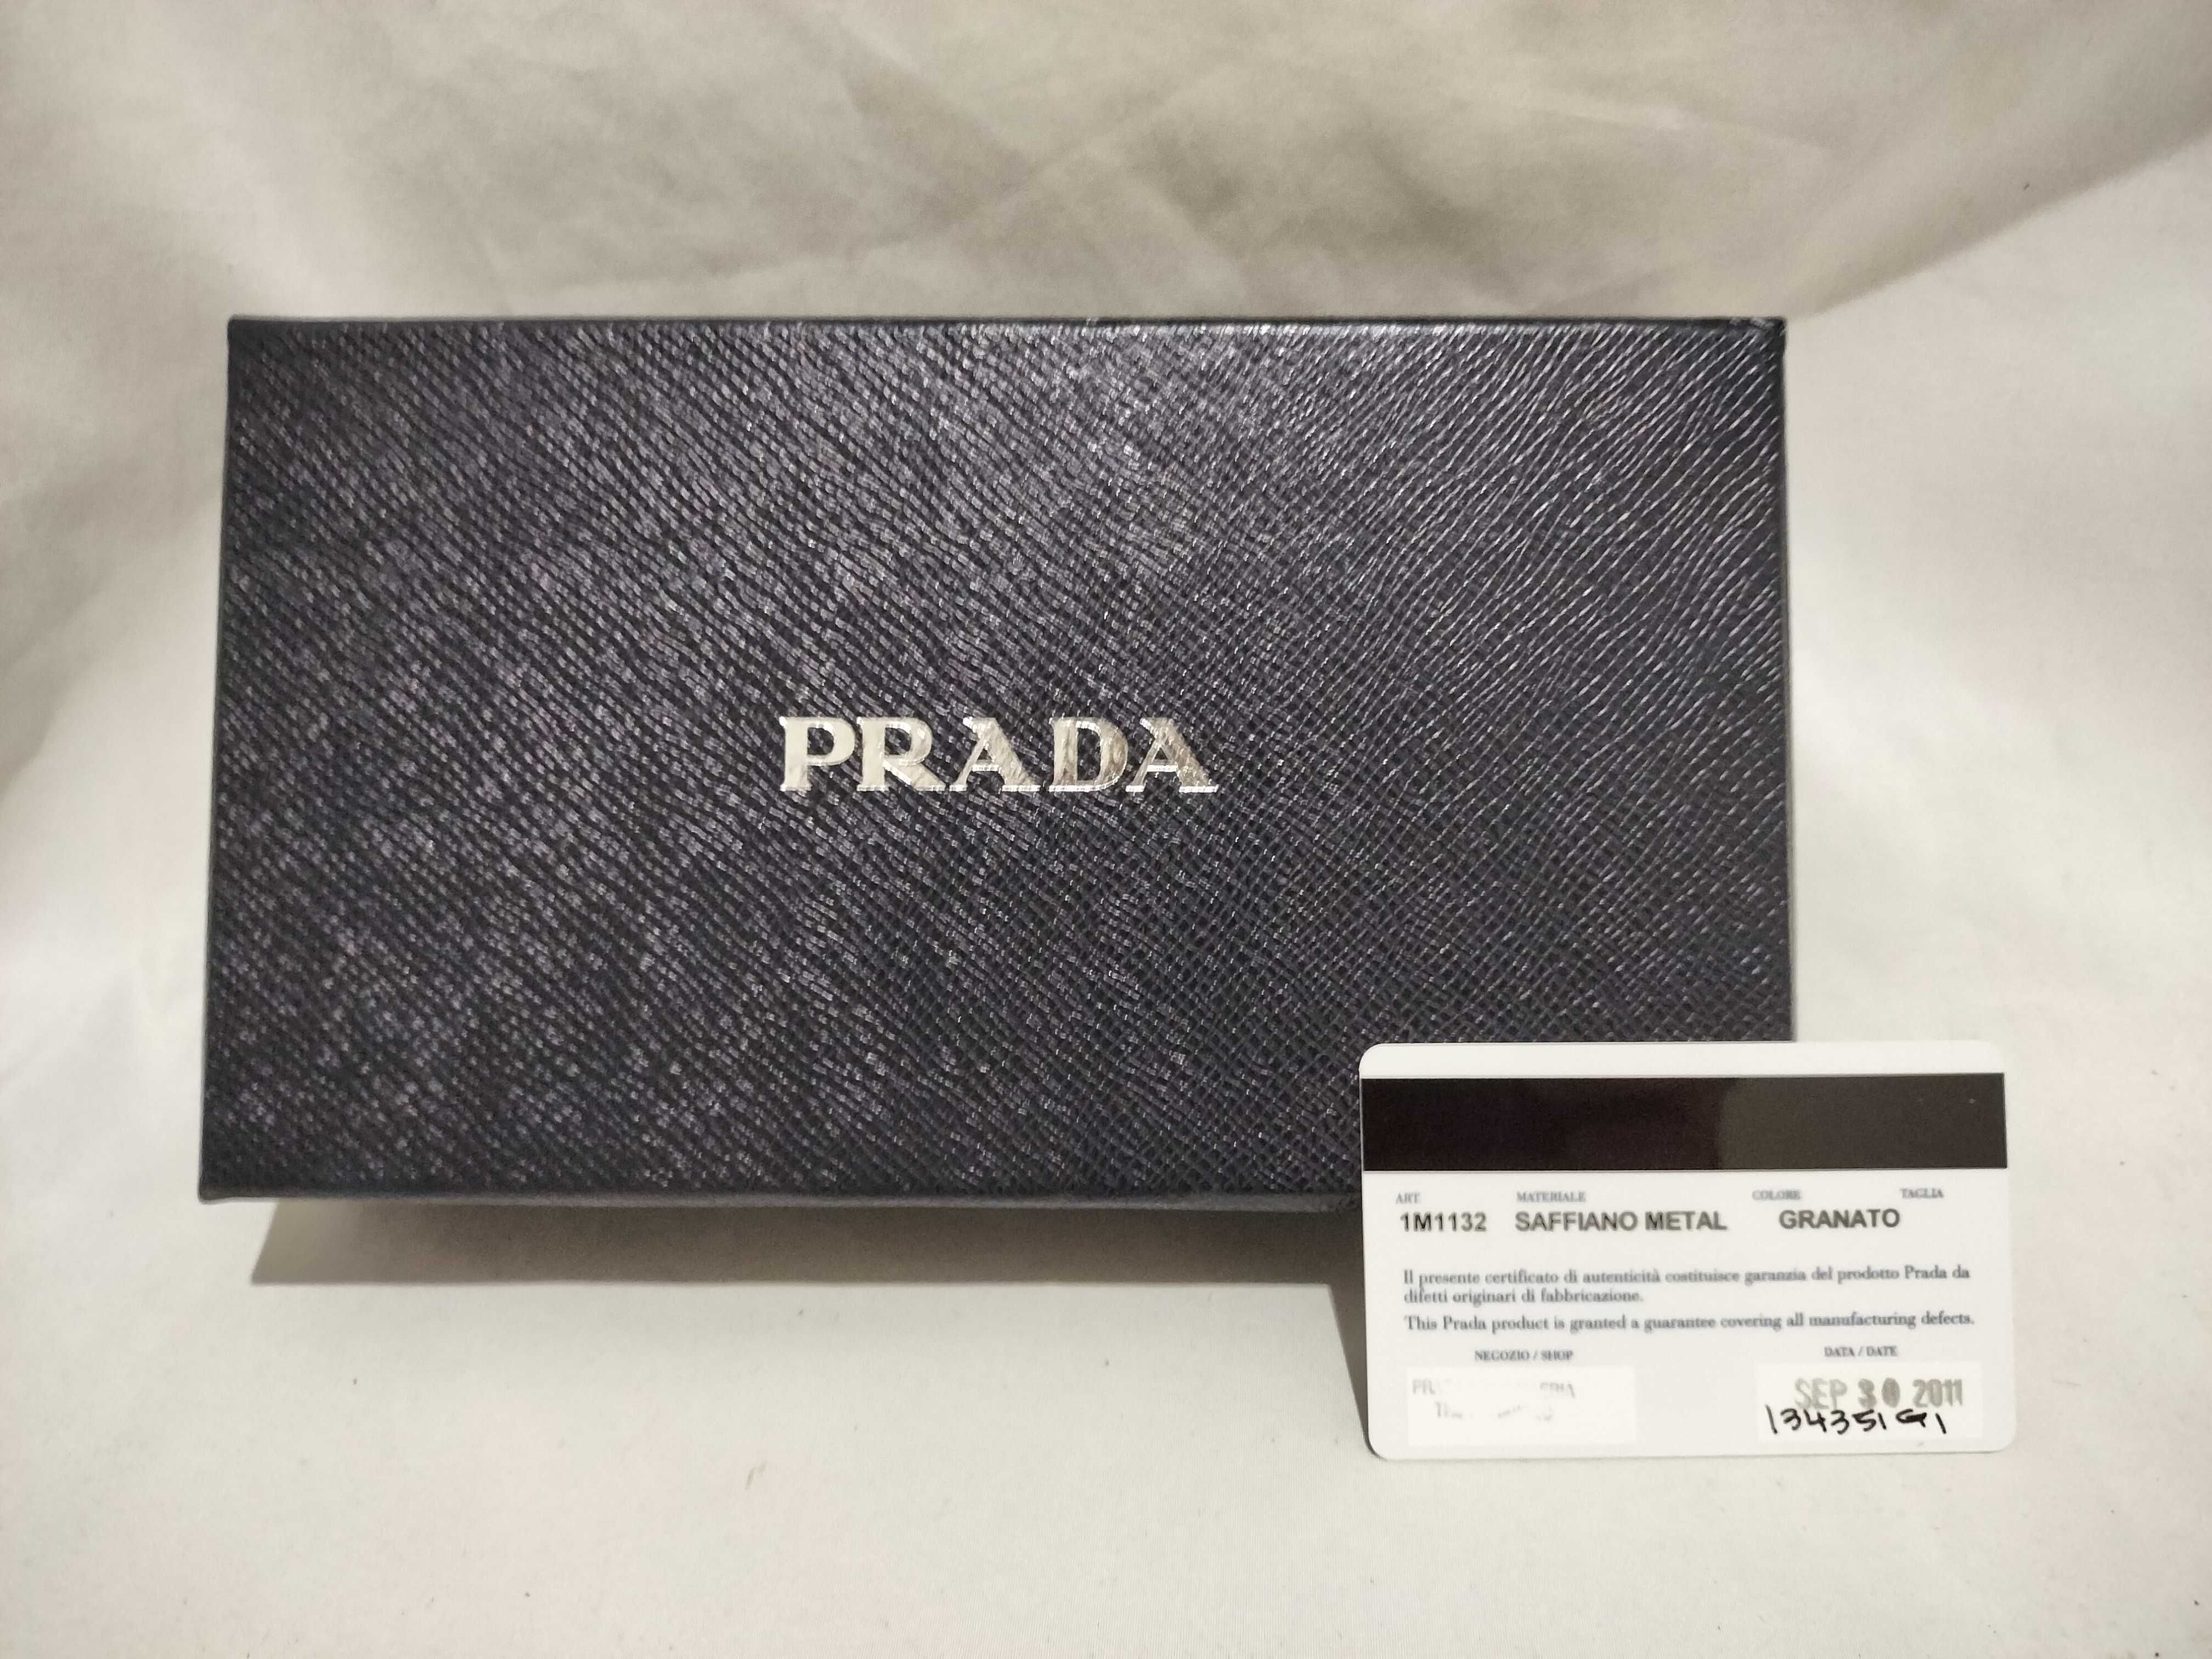 PRADA
ART. MATERIALE COLORE TAGLIA
1M1132 SAFFIANO METAL GRANATO
Il presente certificato di autenticità costituisce garanzia del prodotto Prada da
difetti originari di fabbricazione.
This Prada product is granted a guarantee covering all manufacturing defects.
NEGOZIO / SHOP DATA / DATE
SEP 30 2011
134351G1